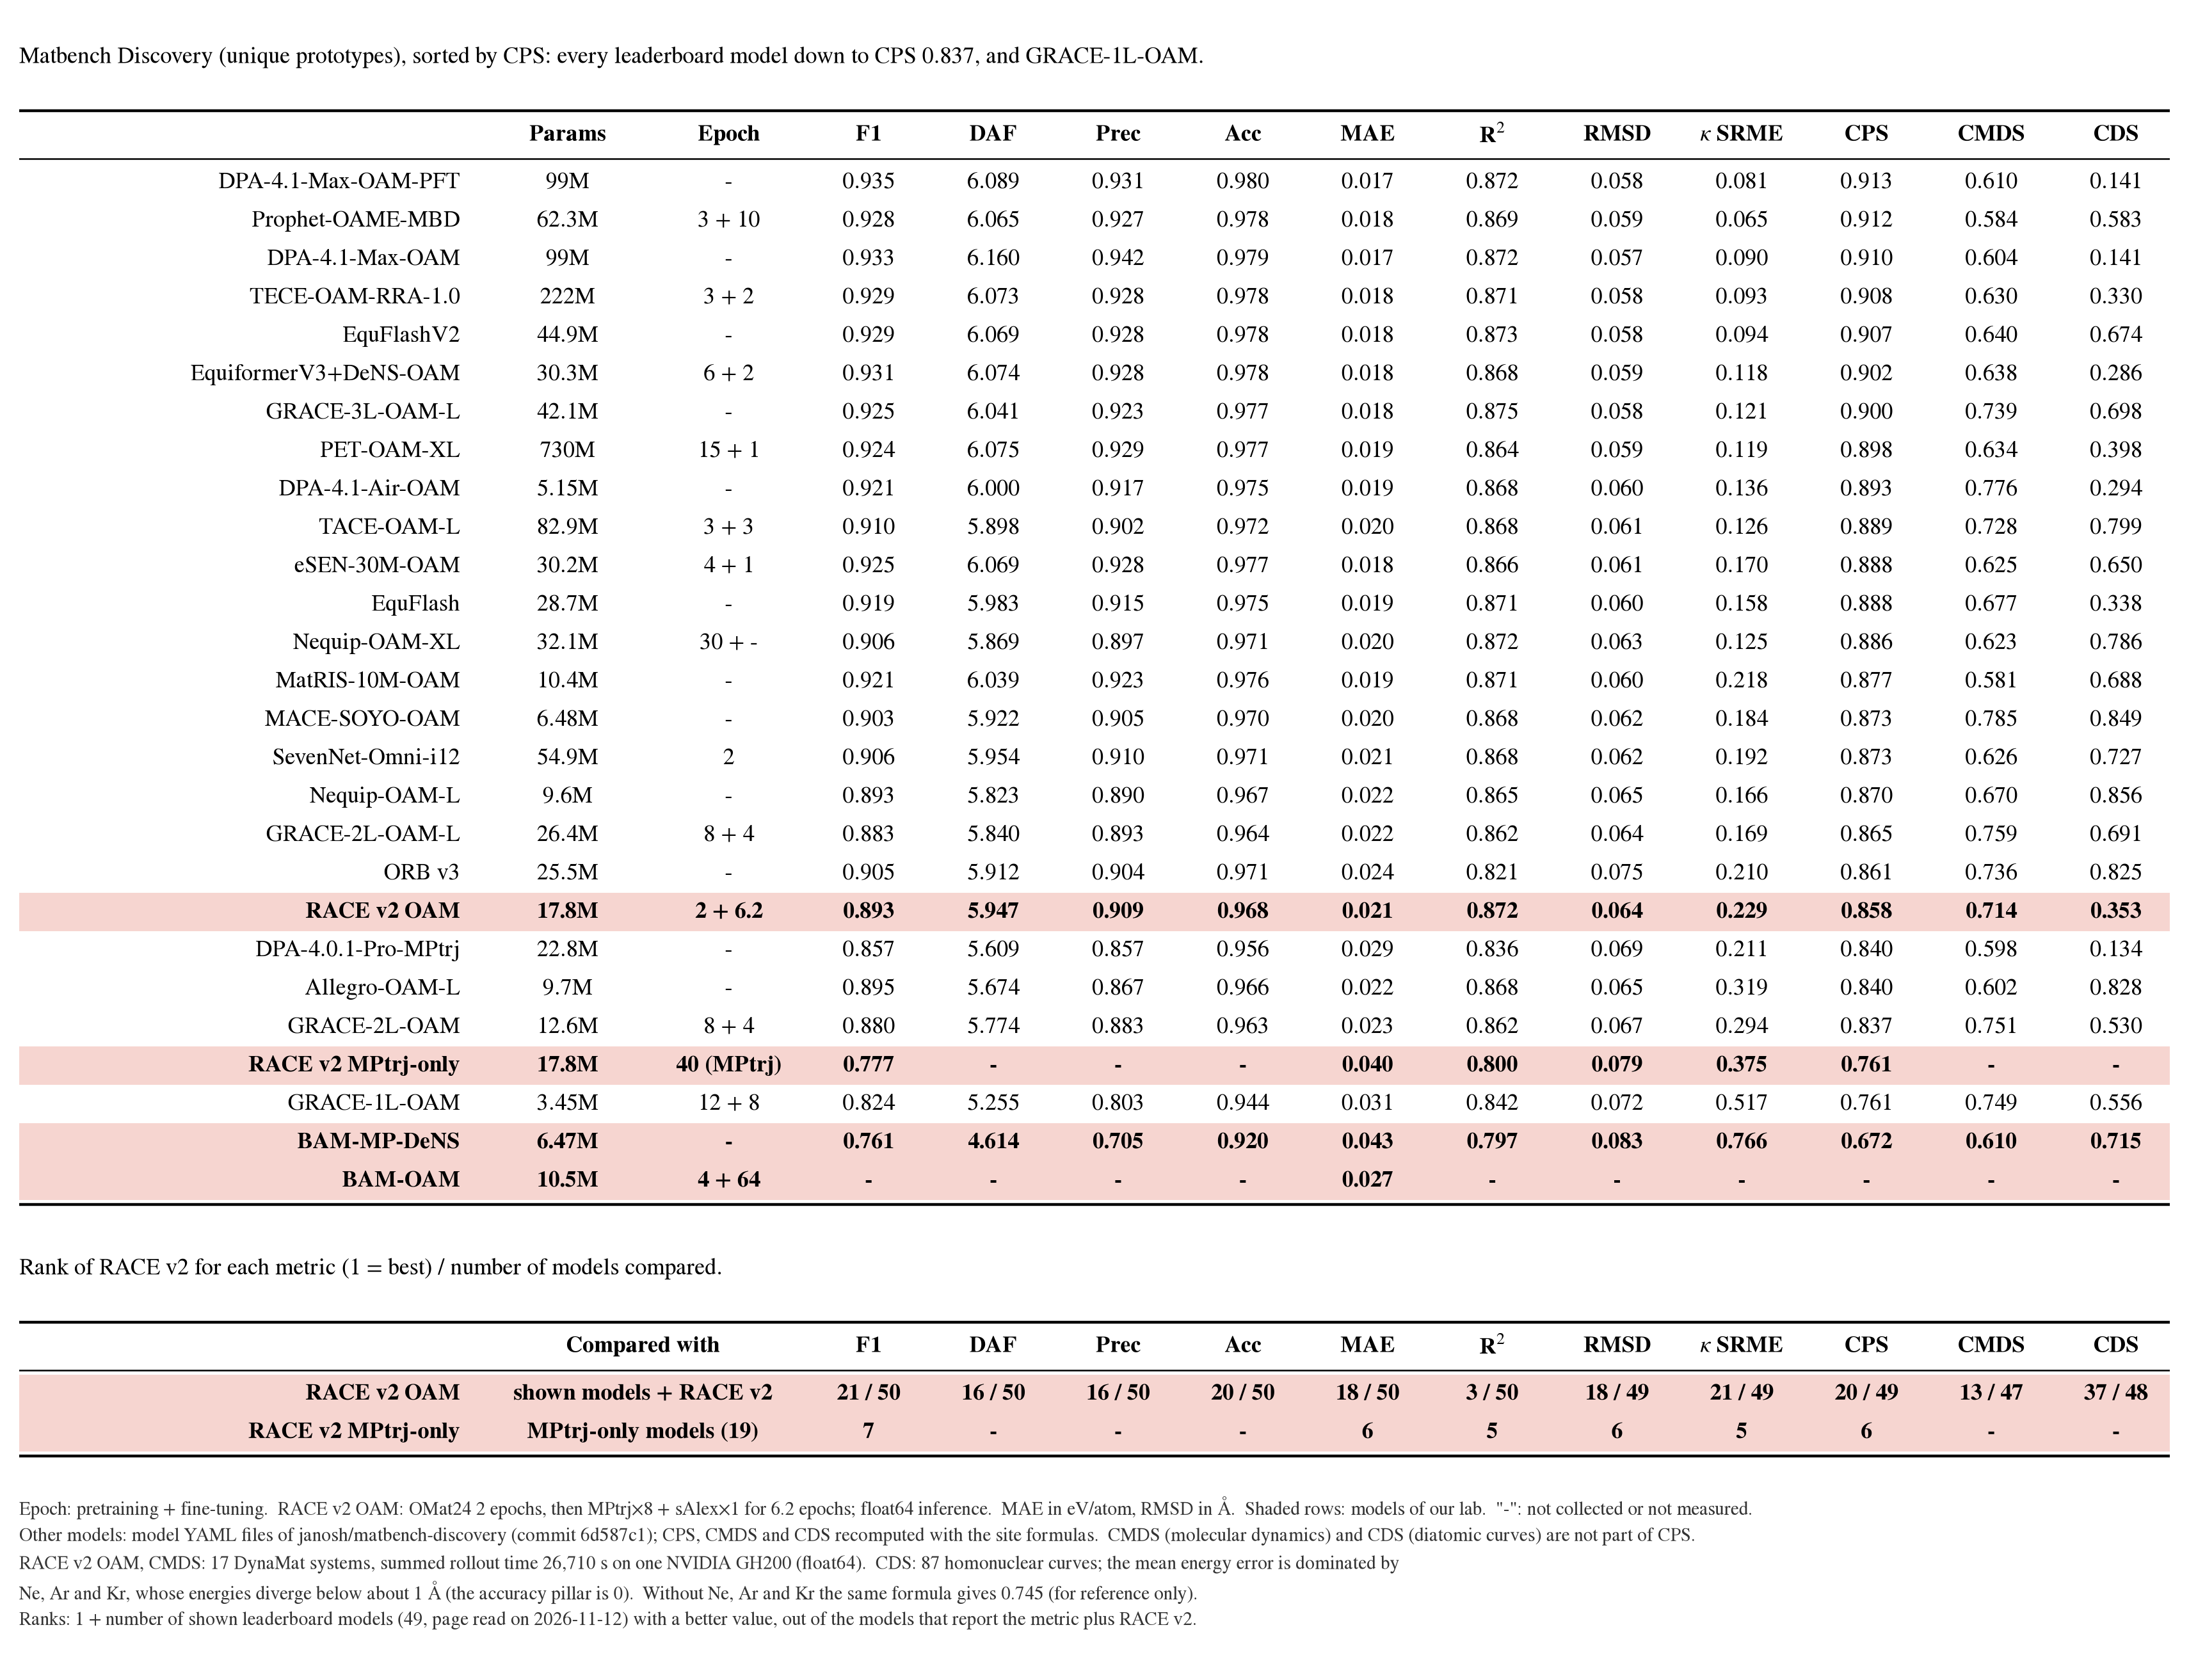 Matbench Discovery (unique prototypes), sorted by CPS: every leaderboard model down to CPS 0.837, and GRACE-1L-OAM.
Params Epoch F1 DAF Prec Acc MAE R² RMSD κ SRME CPS CMDS CDS
DPA-4.1-Max-OAM-PFT 99M - 0.935 6.089 0.931 0.980 0.017 0.872 0.058 0.081 0.913 0.610 0.141
Prophet-OAME-MBD 62.3M 3 + 10 0.928 6.065 0.927 0.978 0.018 0.869 0.059 0.065 0.912 0.584 0.583
DPA-4.1-Max-OAM 99M - 0.933 6.160 0.942 0.979 0.017 0.872 0.057 0.090 0.910 0.604 0.141
TECE-OAM-RRA-1.0 222M 3 + 2 0.929 6.073 0.928 0.978 0.018 0.871 0.058 0.093 0.908 0.630 0.330
EquFlashV2 44.9M - 0.929 6.069 0.928 0.978 0.018 0.873 0.058 0.094 0.907 0.640 0.674
EquiformerV3+DeNS-OAM 30.3M 6 + 2 0.931 6.074 0.928 0.978 0.018 0.868 0.059 0.118 0.902 0.638 0.286
GRACE-3L-OAM-L 42.1M - 0.925 6.041 0.923 0.977 0.018 0.875 0.058 0.121 0.900 0.739 0.698
PET-OAM-XL 730M 15 + 1 0.924 6.075 0.929 0.977 0.019 0.864 0.059 0.119 0.898 0.634 0.398
DPA-4.1-Air-OAM 5.15M - 0.921 6.000 0.917 0.975 0.019 0.868 0.060 0.136 0.893 0.776 0.294
TACE-OAM-L 82.9M 3 + 3 0.910 5.898 0.902 0.972 0.020 0.868 0.061 0.126 0.889 0.728 0.799
eSEN-30M-OAM 30.2M 4 + 1 0.925 6.069 0.928 0.977 0.018 0.866 0.061 0.170 0.888 0.625 0.650
EquFlash 28.7M - 0.919 5.983 0.915 0.975 0.019 0.871 0.060 0.158 0.888 0.677 0.338
Nequip-OAM-XL 32.1M 30 + - 0.906 5.869 0.897 0.971 0.020 0.872 0.063 0.125 0.886 0.623 0.786
MatRIS-10M-OAM 10.4M - 0.921 6.039 0.923 0.976 0.019 0.871 0.060 0.218 0.877 0.581 0.688
MACE-SOYO-OAM 6.48M - 0.903 5.922 0.905 0.970 0.020 0.868 0.062 0.184 0.873 0.785 0.849
SevenNet-Omni-i12 54.9M 2 0.906 5.954 0.910 0.971 0.021 0.868 0.062 0.192 0.873 0.626 0.727
Nequip-OAM-L 9.6M - 0.893 5.823 0.890 0.967 0.022 0.865 0.065 0.166 0.870 0.670 0.856
GRACE-2L-OAM-L 26.4M 8 + 4 0.883 5.840 0.893 0.964 0.022 0.862 0.064 0.169 0.865 0.759 0.691
ORB v3 25.5M - 0.905 5.912 0.904 0.971 0.024 0.821 0.075 0.210 0.861 0.736 0.825
RACE v2 OAM 17.8M 2 + 6.2 0.893 5.947 0.909 0.968 0.021 0.872 0.064 0.229 0.858 0.714 0.353
DPA-4.0.1-Pro-MPtrj 22.8M - 0.857 5.609 0.857 0.956 0.029 0.836 0.069 0.211 0.840 0.598 0.134
Allegro-OAM-L 9.7M - 0.895 5.674 0.867 0.966 0.022 0.868 0.065 0.319 0.840 0.602 0.828
GRACE-2L-OAM 12.6M 8 + 4 0.880 5.774 0.883 0.963 0.023 0.862 0.067 0.294 0.837 0.751 0.530
RACE v2 MPtrj-only 17.8M 40 (MPtrj) 0.777 - - - 0.040 0.800 0.079 0.375 0.761 - -
GRACE-1L-OAM 3.45M 12 + 8 0.824 5.255 0.803 0.944 0.031 0.842 0.072 0.517 0.761 0.749 0.556
BAM-MP-DeNS 6.47M - 0.761 4.614 0.705 0.920 0.043 0.797 0.083 0.766 0.672 0.610 0.715
BAM-OAM 10.5M 4 + 64 - - - - 0.027 - - - - - -
Rank of RACE v2 for each metric (1 = best) / number of models compared.
Compared with F1 DAF Prec Acc MAE R² RMSD κ SRME CPS CMDS CDS
RACE v2 OAM shown models + RACE v2 21 / 50 16 / 50 16 / 50 20 / 50 18 / 50 3 / 50 18 / 49 21 / 49 20 / 49 13 / 47 37 / 48
RACE v2 MPtrj-only MPtrj-only models (19) 7 - - - 6 5 6 5 6 - -
Epoch: pretraining + fine-tuning. RACE v2 OAM: OMat24 2 epochs, then MPtrj×8 + sAlex×1 for 6.2 epochs; float64 inference. MAE in eV/atom, RMSD in Å. Shaded rows: models of our lab. "-": not collected or not measured.
Other models: model YAML files of janosh/matbench-discovery (commit 6d587c1); CPS, CMDS and CDS recomputed with the site formulas. CMDS (molecular dynamics) and CDS (diatomic curves) are not part of CPS.
RACE v2 OAM, CMDS: 17 DynaMat systems, summed rollout time 26,710 s on one NVIDIA GH200 (float64). CDS: 87 homonuclear curves; the mean energy error is dominated by
Ne, Ar and Kr, whose energies diverge below about 1 Å (the accuracy pillar is 0). Without Ne, Ar and Kr the same formula gives 0.745 (for reference only).
Ranks: 1 + number of shown leaderboard models (49, page read on 2026-11-12) with a better value, out of the models that report the metric plus RACE v2.